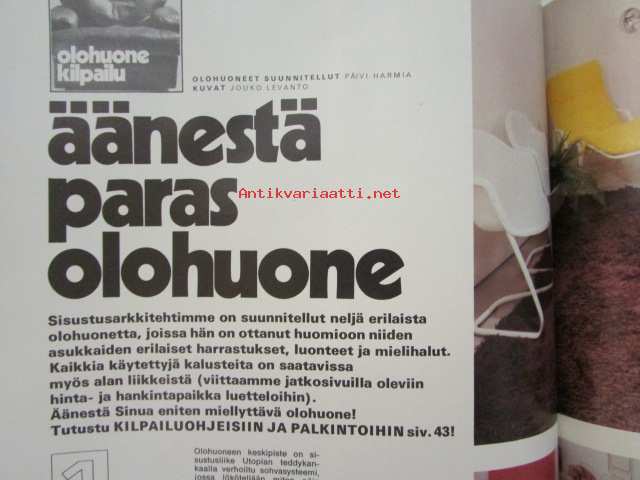 olohuone
kilpailu
OLOHUONEET SUUNNITELLUT PÄIVI HARMIA
KUVAT JOUKO LEVANTO
äänestä
paras
olohuone
Antikvariaatti.net
Sisustusarkkitehtimme on suunnitellut neljä erilaista
olohuonetta, joissa hän on ottanut huomioon niiden
asukkaiden erilaiset harrastukset, luonteet ja mielihalut.
Kaikkia käytettyjä kalusteita on saatavissa
myös alan liikkeistä (viittaamme jatkosivuilla oleviin
hinta- ja hankintapaikka luetteloihin).
Äänestä Sinua eniten miellyttävä olohuone!
Tutustu KILPAILUOHJEISIIN JA PALKINTOIHIN siv. 43!
1
Olohuoneen keskipiste on si-
sustusliike Utopian teddykan-
kaalla verhoiltu sohvasysteemi,